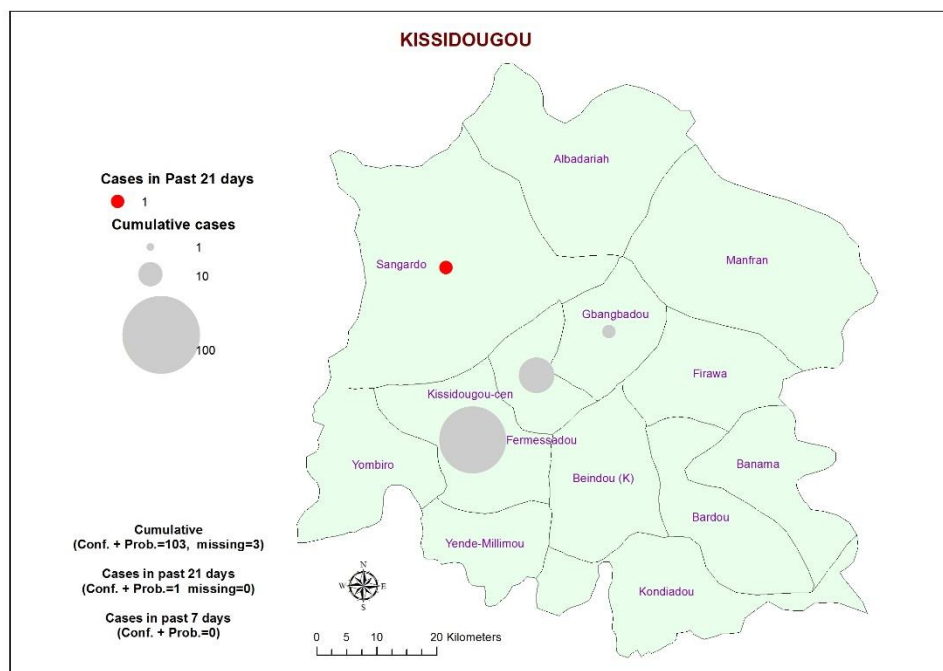 KISSIDOUGOU
Albadariah
Cases in Past 21 days
1
Cumulative cases
1
10
100
Sangardo
Manfran
Gbangbadou
Firawa
Kissidougou-cen
Fermessadou
Yombiro
Beindou (K)
Banama
Bardou
Yende-Millimou
Kondiadou
Cumulative
(Conf. + Prob.=103, missing=3)
Cases in past 21 days
(Conf. + Prob.=1 missing=0)
Cases in past 7 days
(Conf. + Prob.=0)
N
W E
S
0 5 10 20 Kilometers